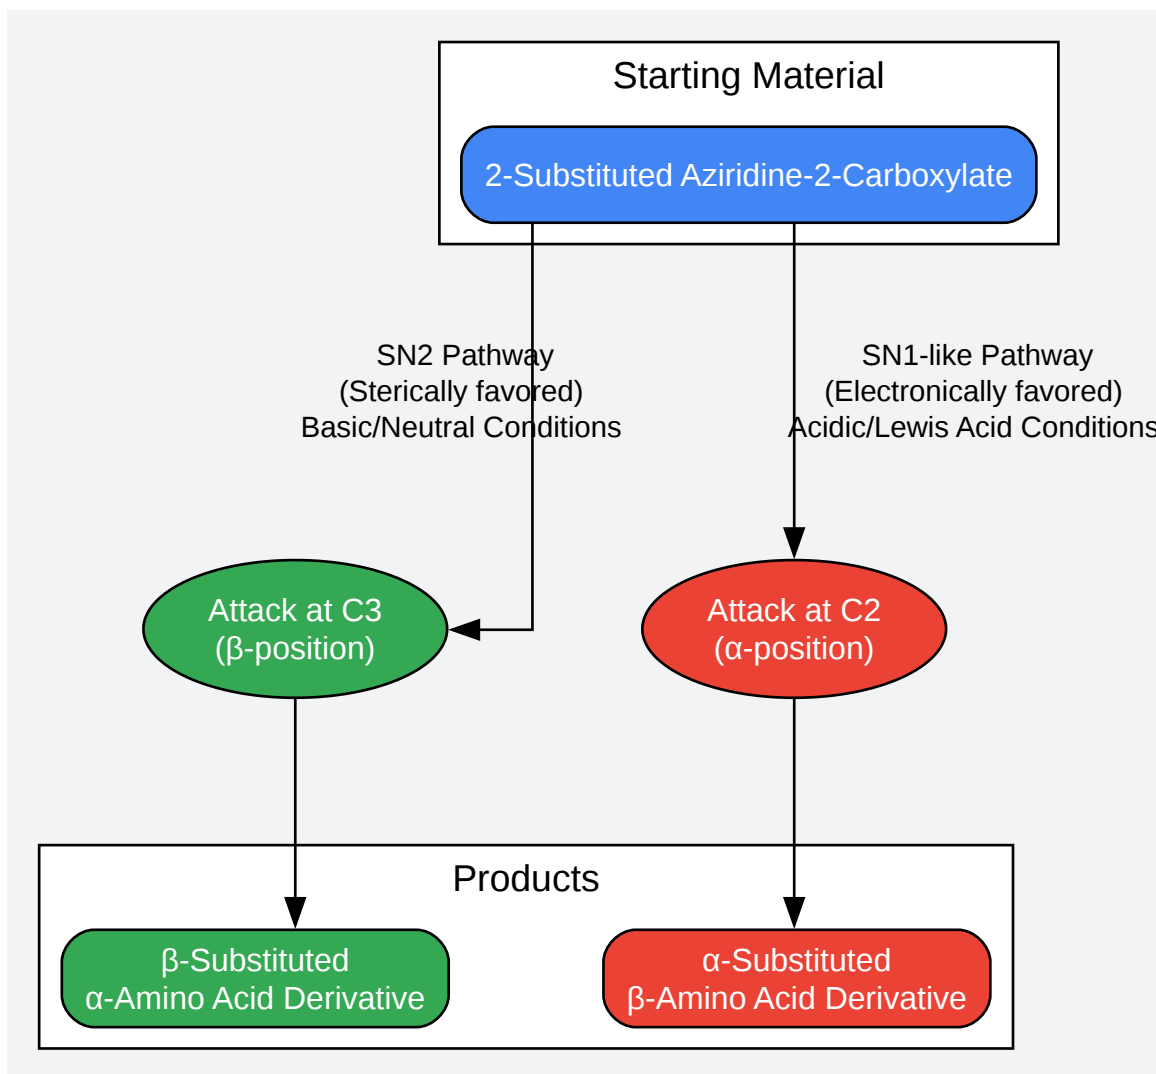 Starting Material
2-Substituted Aziridine-2-Carboxylate
SN2 Pathway
(Sterically favored)
Basic/Neutral Conditions
SN1-like Pathway
(Electronically favored)
Acidic/Lewis Acid Conditions
Attack at C3
(β-position)
Attack at C2
(α-position)
Products
β-Substituted
α-Amino Acid Derivative
α-Substituted
β-Amino Acid Derivative